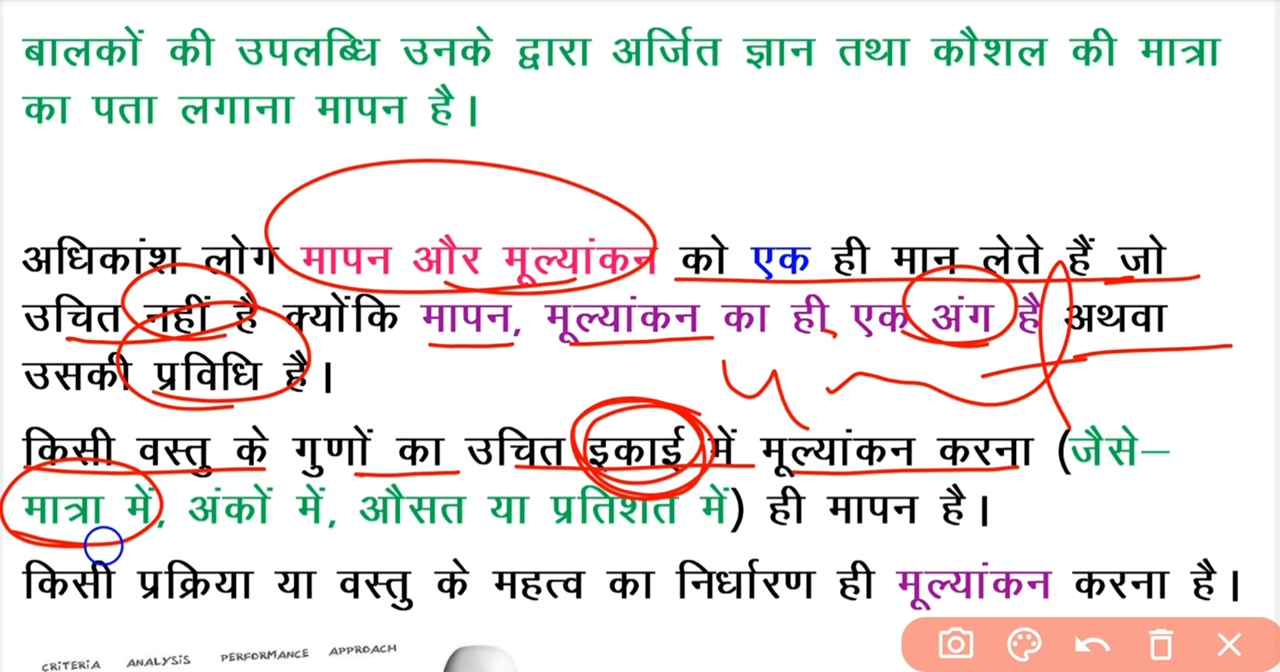 बालकों की उपलब्धि उनके द्वारा अर्जित ज्ञान तथा कौशल की मात्रा
का पता लगाना मापन है।
अधिकांश लोग मापन और मूल्यांकन को एक ही मान लेते हैं जो
उचित नहीं है क्योंकि मापन, मूल्यांकन का ही एक अंग है अथवा
उसकी प्रविधि है।
किसी वस्तु के गुणों का उचित इकाई में मूल्यांकन करना (जैसे–
मात्रा में, अंकों में, औसत या प्रतिशत में) ही मापन है।
किसी प्रक्रिया या वस्तु के महत्व का निर्धारण ही मूल्यांकन करना है।
CRITERIA ANALYSIS PERFORMANCE APPROACH